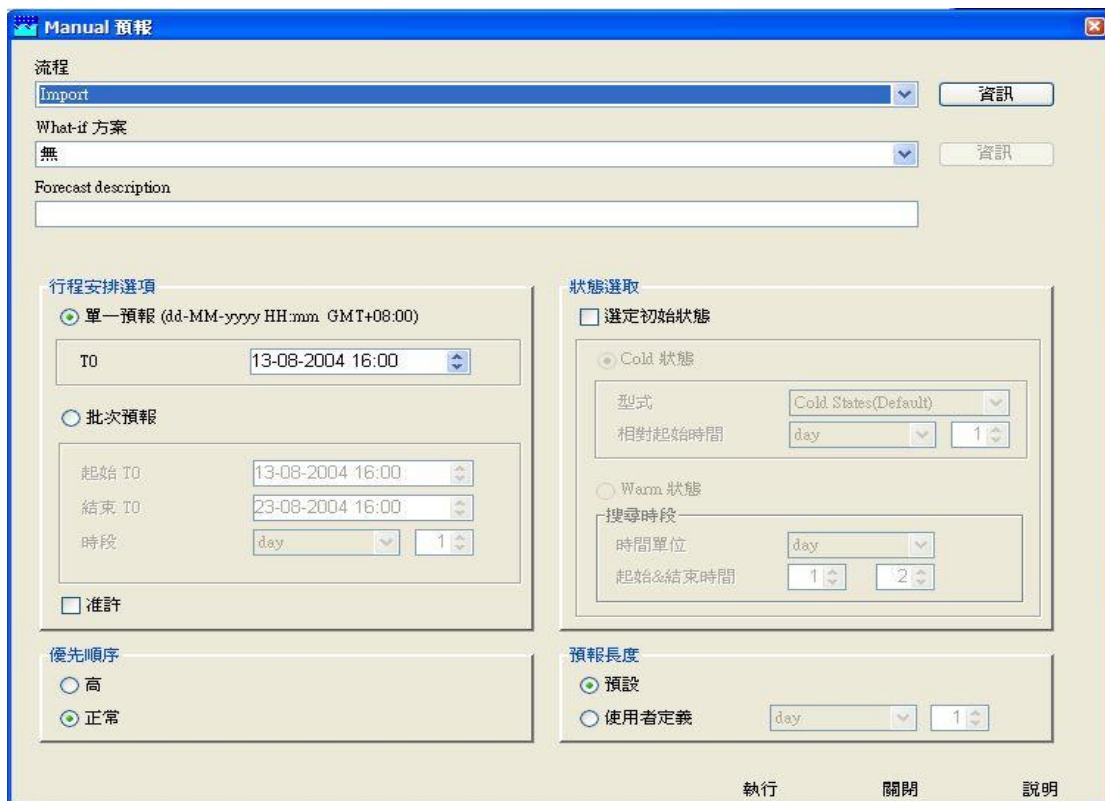 Manual 預報
流程
Import
資訊
What-if 方案
無
資訊
Forecast description
行程安排選項
單一預報 (dd-MM-yyyy HH:mm GMT+08:00)
T0 13-08-2004 16:00
批次預報
起始 T0 13-08-2004 16:00
結束 T0 23-08-2004 16:00
時段 day 1
准許
狀態選取
選定初始狀態
Cold 狀態
型式 Cold States(Default)
相對起始時間 day 1
Warm 狀態
搜尋時段
時間單位 day
起始&結束時間 1 2
優先順序
高
正常
預報長度
預設
使用者定義 day 1
執行 關閉 說明